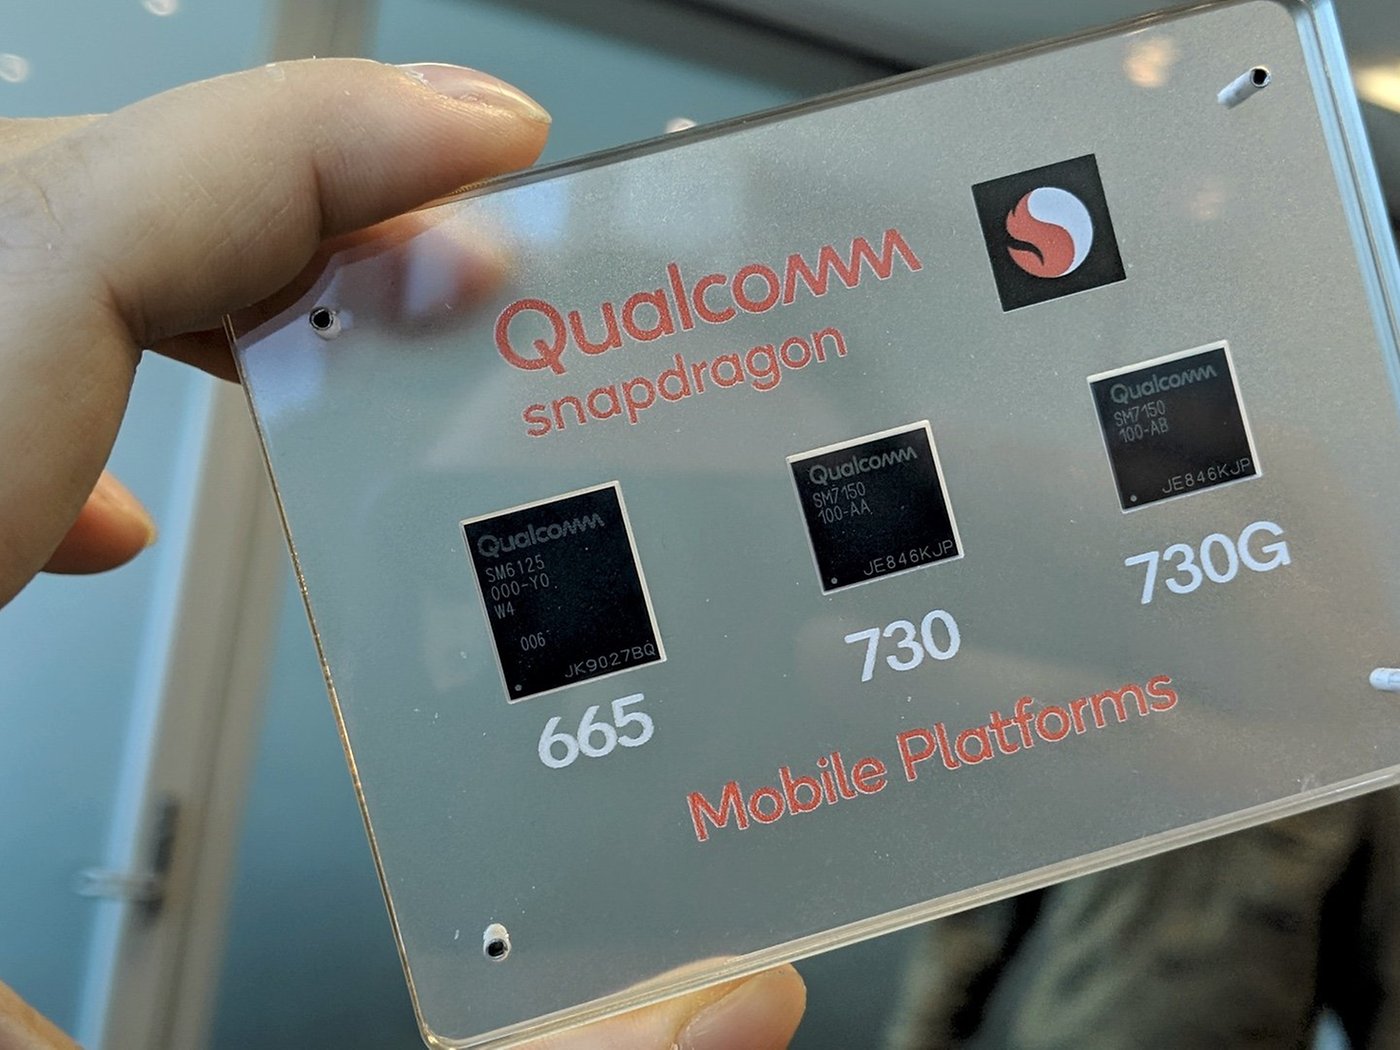 Qualcomm
snapdragon
Qualcomm
SM6125
000-Y0
W4
006
JK9027BQ
665
Qualcomm
SM7150
100-AA
JE846KJP
730
Qualcomm
SM7150
100-AB
JE846KJP
730G
Mobile Platforms